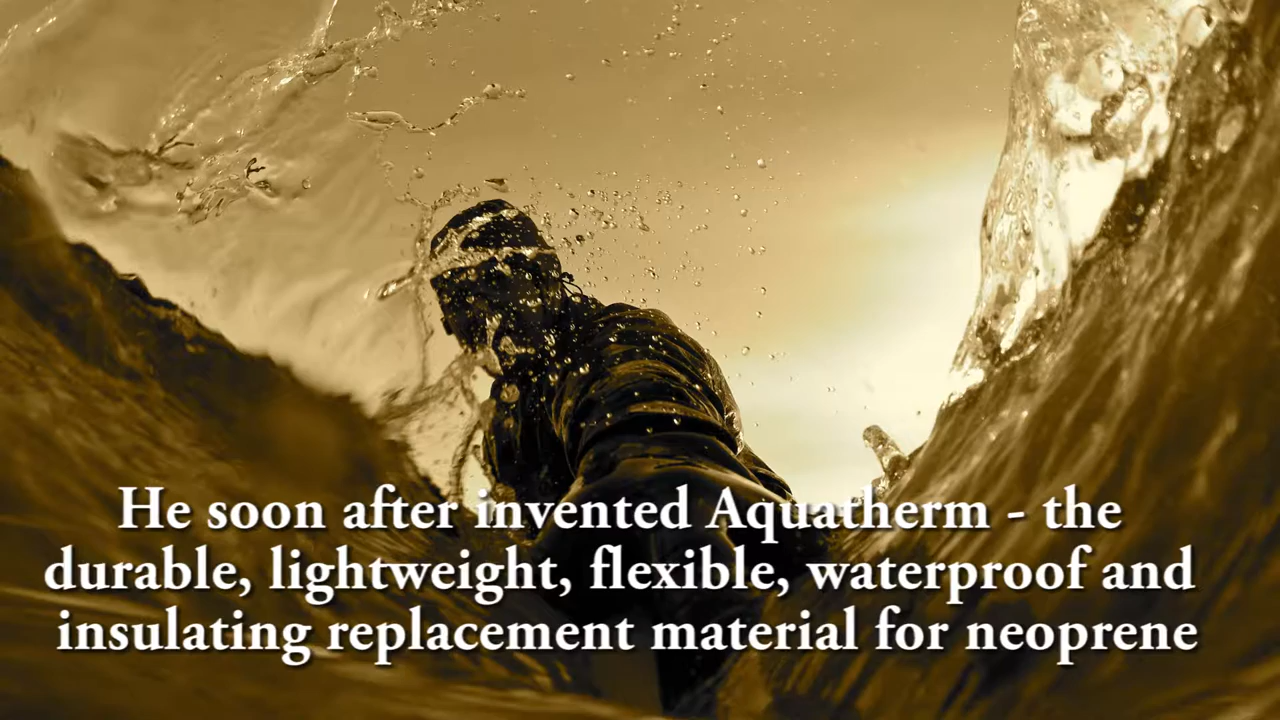 He soon after invented Aquatherm - the
durable, lightweight, flexible, waterproof and
insulating replacement material for neoprene